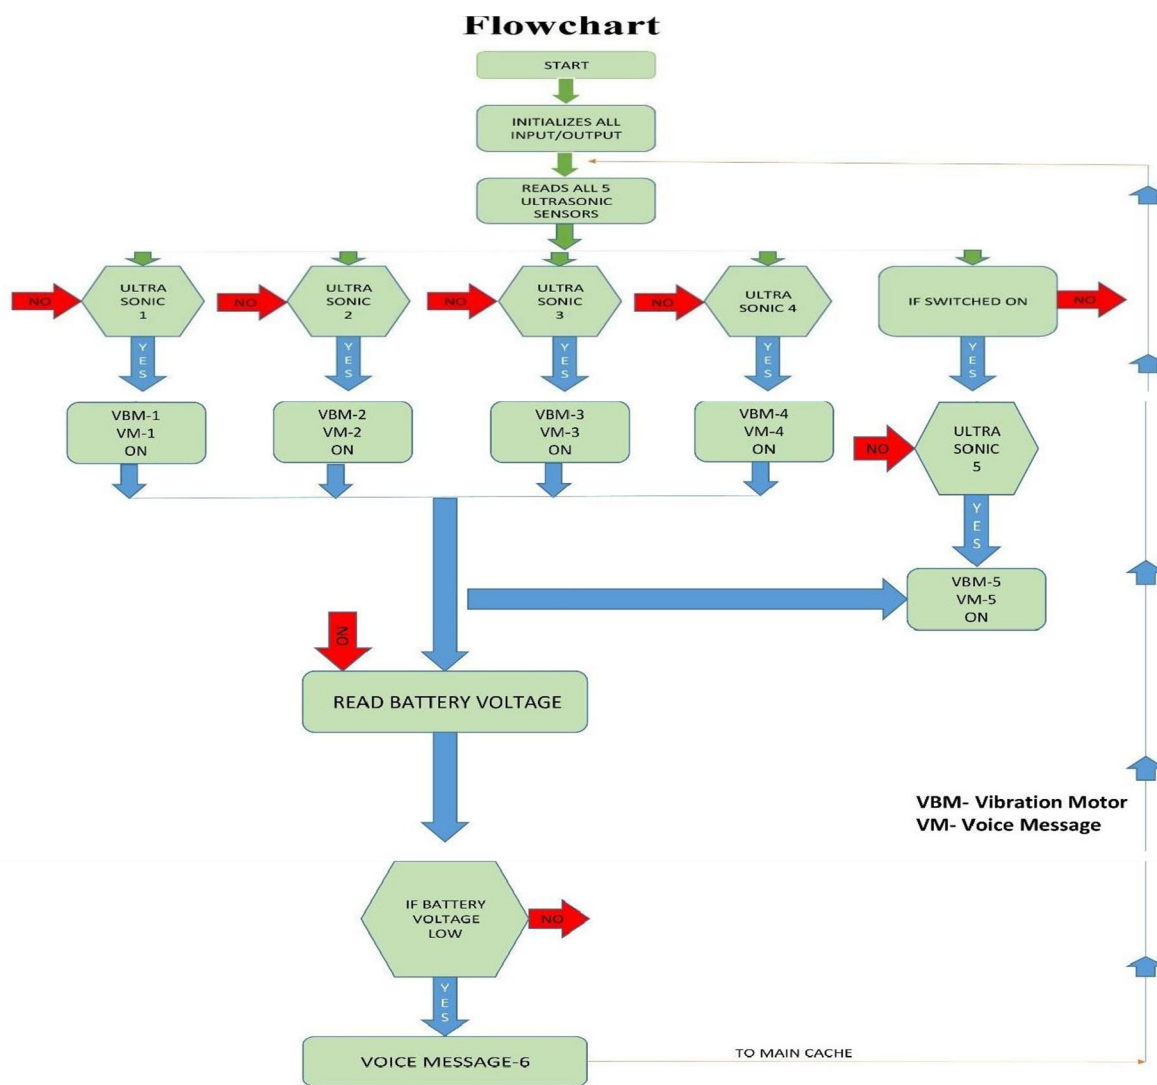 Flowchart
START
INITIALIZES ALL
INPUT/OUTPUT
READS ALL 5
ULTRASONIC
SENSORS
NO
ULTRA
SONIC
1
NO
ULTRA
SONIC
2
NO
ULTRA
SONIC
3
NO
ULTRA
SONIC 4
IF SWITCHED ON
NO
YES
YES
YES
YES
YES
VBM-1
VM-1
ON
VBM-2
VM-2
ON
VBM-3
VM-3
ON
VBM-4
VM-4
ON
NO
ULTRA
SONIC
5
YES
VBM-5
VM-5
ON
NO
READ BATTERY VOLTAGE
VBM- Vibration Motor
VM- Voice Message
IF BATTERY
VOLTAGE
LOW
NO
YES
VOICE MESSAGE-6
TO MAIN CACHE